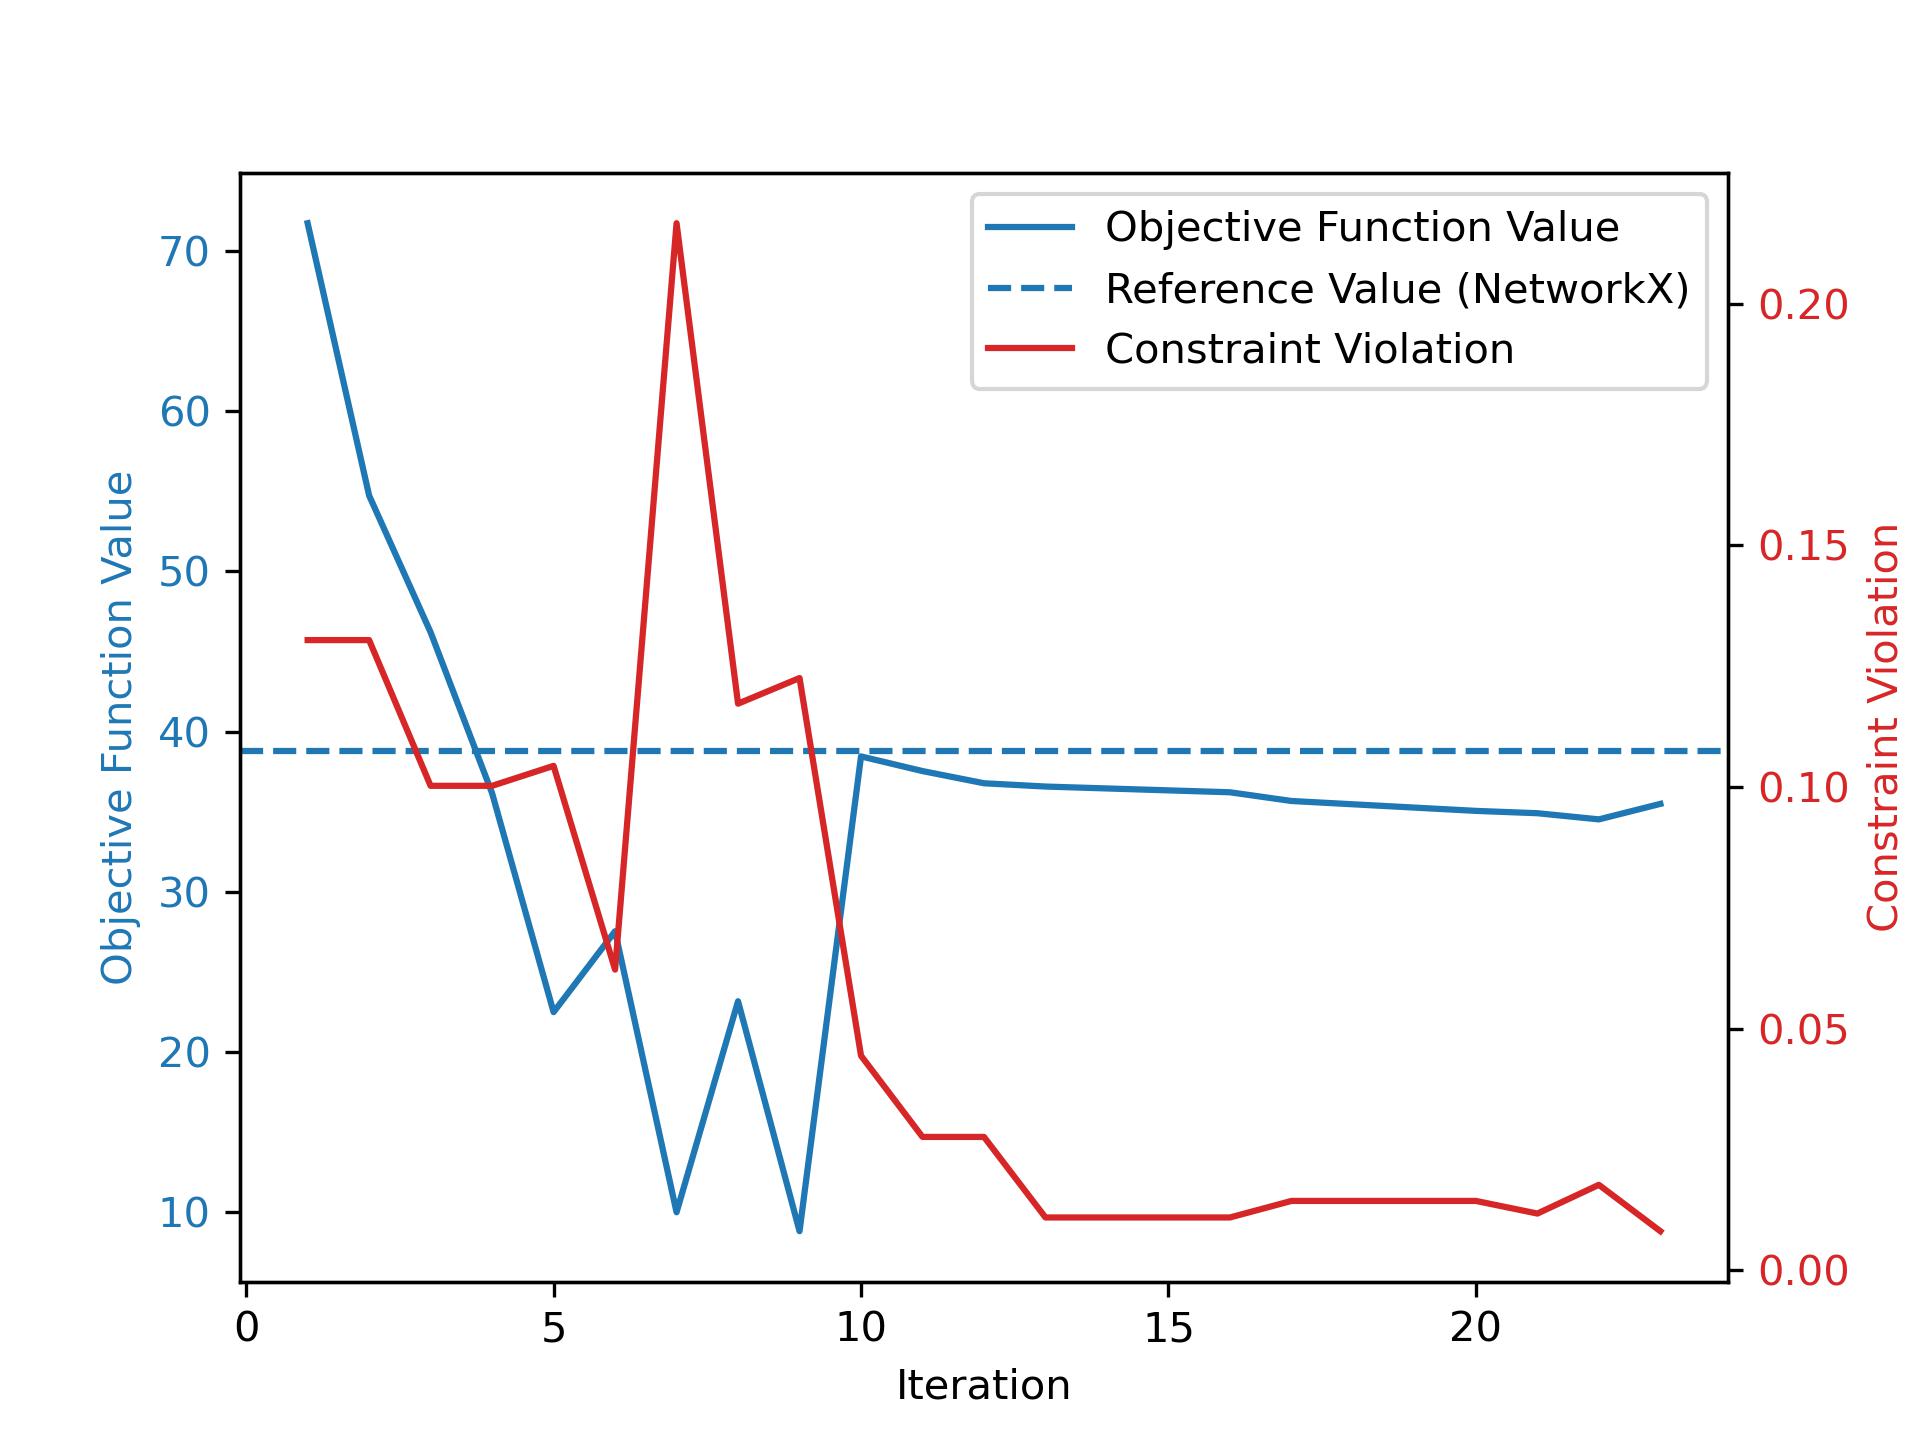 Objective Function Value
Reference Value (NetworkX)
Constraint Violation
70
60
50
40
30
20
10
Objective Function Value
0.20
0.15
0.10
0.05
0.00
Constraint Violation
0 5 10 15 20
Iteration